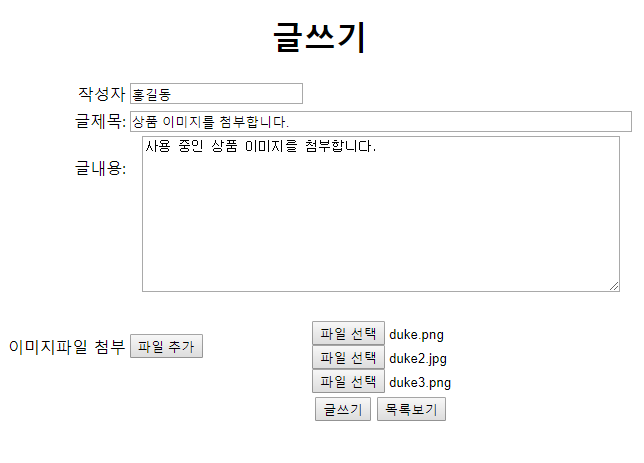 글쓰기
작성자 홍길동
글제목: 상품 이미지를 첨부합니다.
글내용: 사용 중인 상품 이미지를 첨부합니다.
이미지파일 첨부 파일 추가
파일 선택 duke.png
파일 선택 duke2.jpg
파일 선택 duke3.png
글쓰기 목록보기